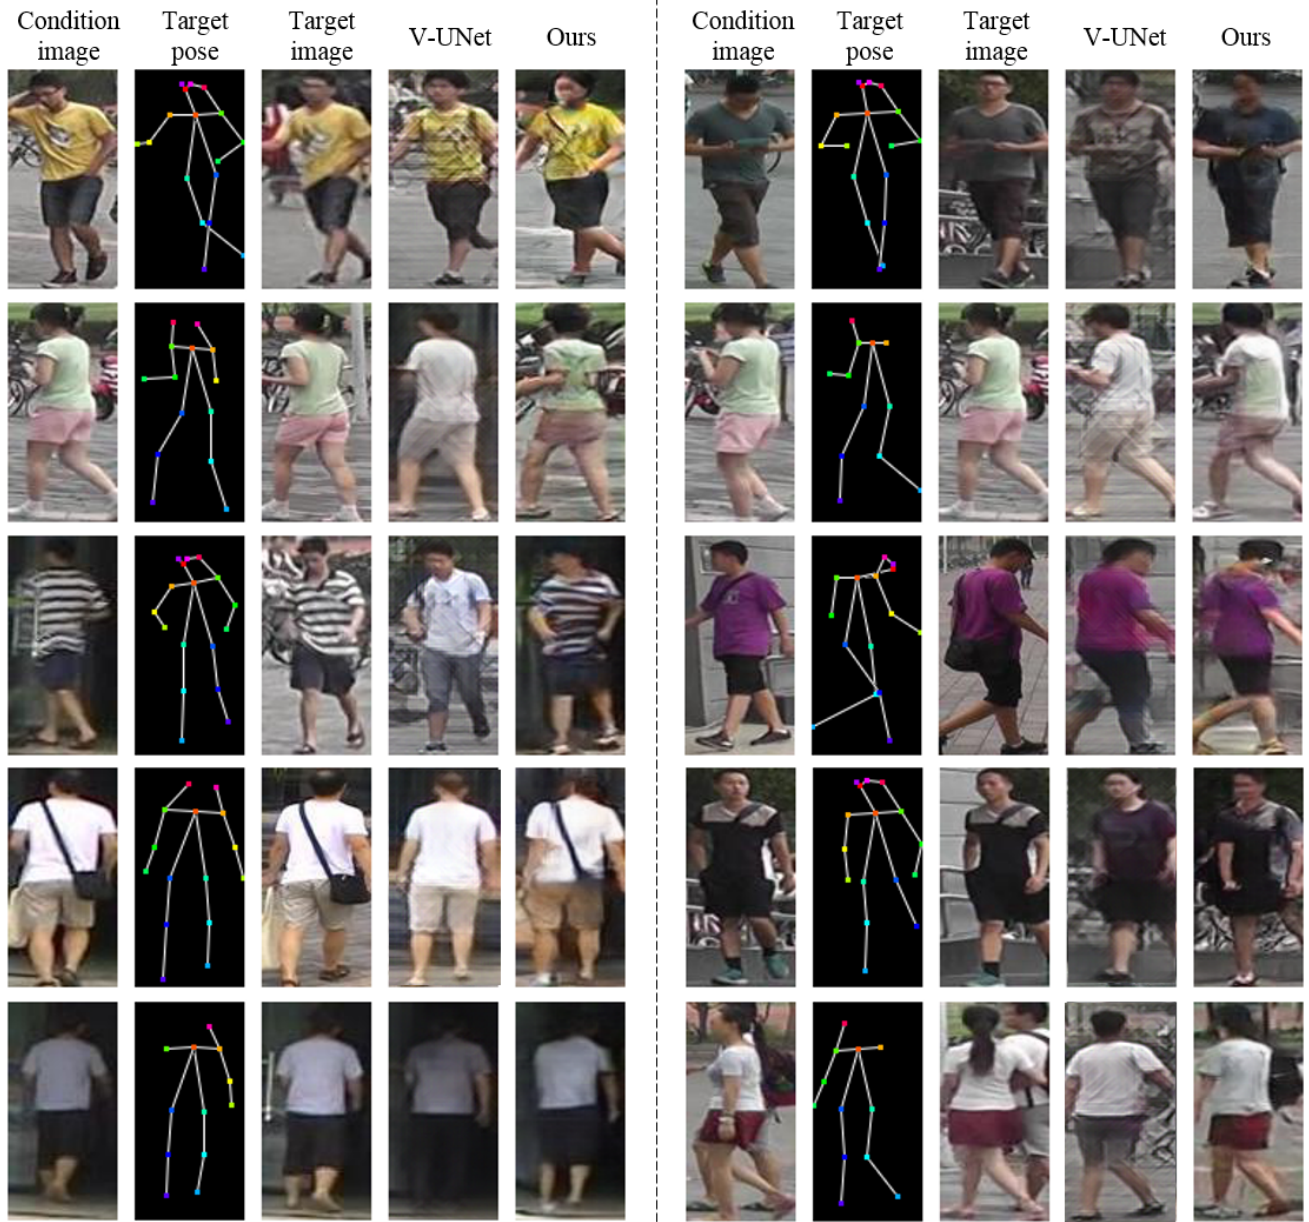 Condition image
Target pose
Target image
V-UNet
Ours
Condition image
Target pose
Target image
V-UNet
Ours